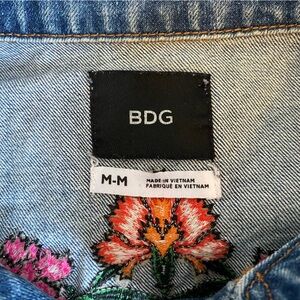 BDG
M-M
MADE IN VIETNAM
FABRIQUÉ EN VIETNAM